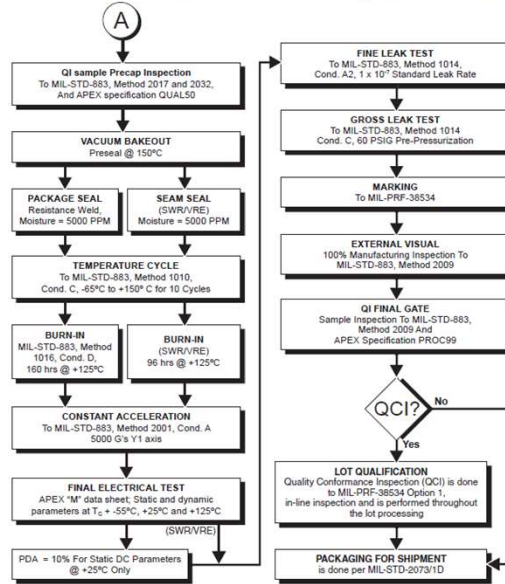 A
QI sample Precap Inspection
To MIL-STD-883, Method 2017 and 2032,
And APEX specification QUAL50
VACUUM BAKEOUT
Preseal @ 150ºC
PACKAGE SEAL
Resistance Weld,
Moisture = 5000 PPM
SEAM SEAL
(SWR/VRE)
Moisture = 5000 PPM
TEMPERATURE CYCLE
To MIL-STD-883, Method 1010,
Cond. C, -65ºC to +150º C for 10 Cycles
BURN-IN
MIL-STD-883, Method
1016, Cond. D,
160 hrs @ +125ºC
BURN-IN
(SWR/VRE)
96 hrs @ +125ºC
CONSTANT ACCELERATION
To MIL-STD-883, Method 2001, Cond. A
5000 G's Y1 axis
FINAL ELECTRICAL TEST
APEX "M" data sheet; Static and dynamic
parameters at TC + -55ºC, +25ºC and +125ºC
(SWR/VRE)
PDA = 10% For Static DC Parameters
@ +25ºC Only
FINE LEAK TEST
To MIL-STD-883, Method 1014,
Cond. A2, 1 x 10-7 Standard Leak Rate
GROSS LEAK TEST
To MIL-STD-883, Method 1014
Cond. C, 60 PSIG Pre-Pressurization
MARKING
To MIL-PRF-38534
EXTERNAL VISUAL
100% Manufacturing Inspection To
MIL-STD-883, Method 2009
QI FINAL GATE
Sample Inspection To MIL-STD-883,
Method 2009 And
APEX Specification PROC99
QCI?
No
Yes
LOT QUALIFICATION
Quality Conformance Inspection (QCI) is done
to MIL-PRF-38534 Option 1,
in-line inspection and is performed throughout
the lot processing
PACKAGING FOR SHIPMENT
is done per MIL-STD-2073/1D